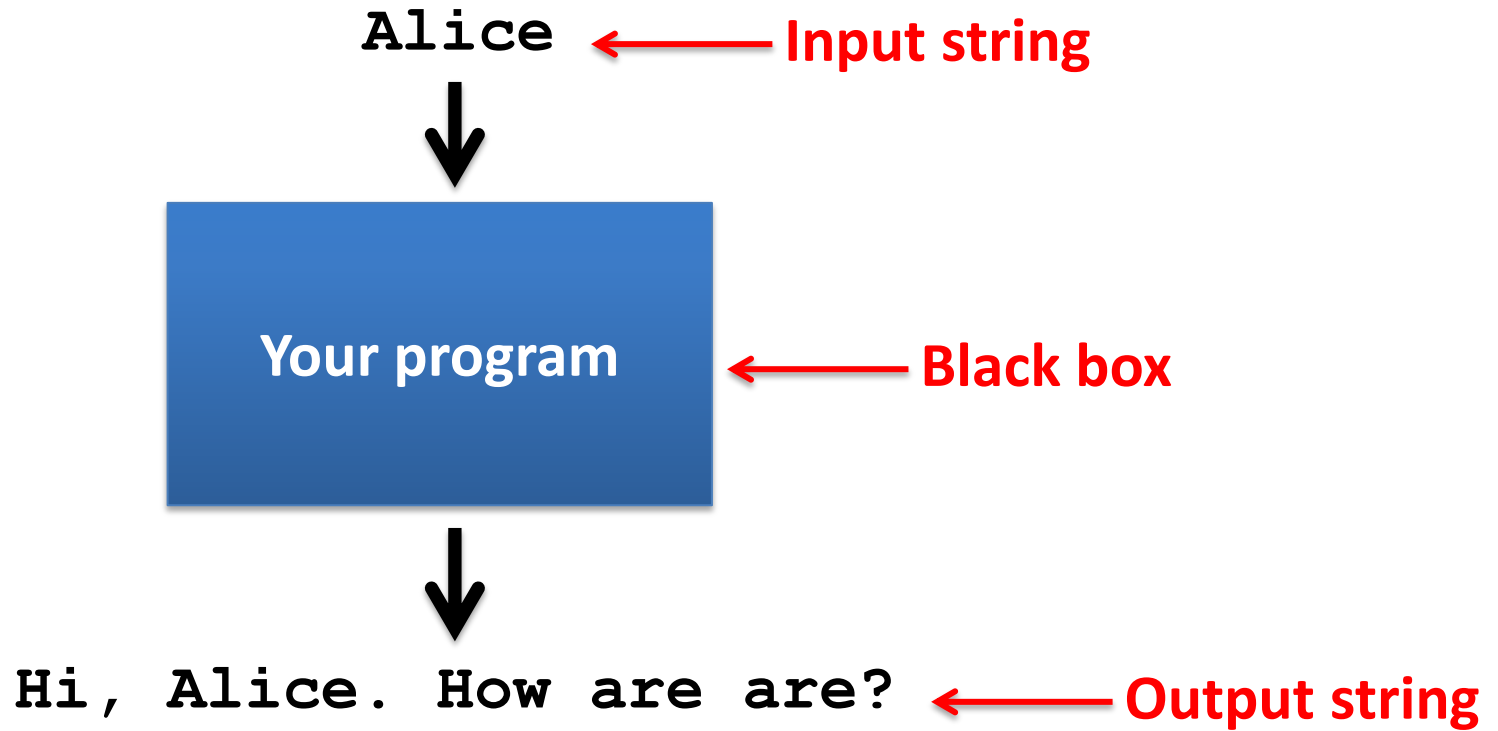 Alice
Input string
Your program
Black box
Hi, Alice. How are are?
Output string